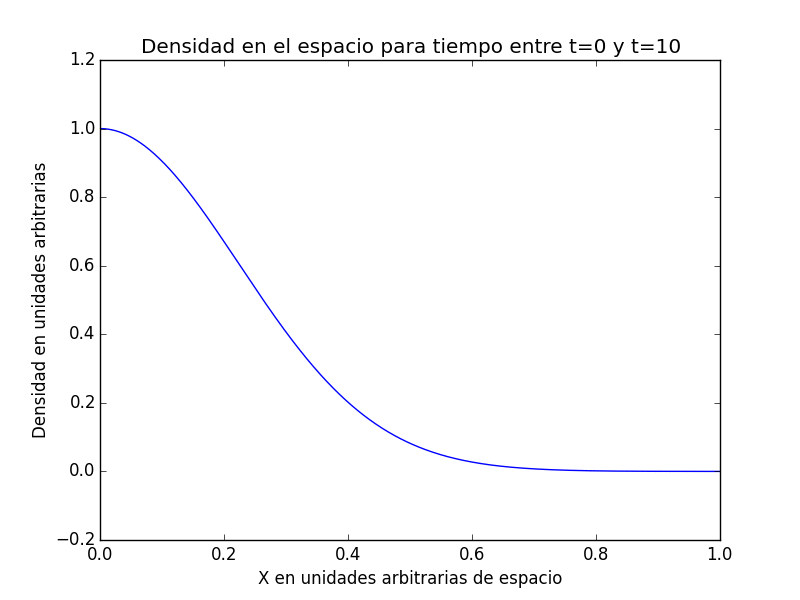 Densidad en el espacio para tiempo entre t=0 y t=10
1.2
1.0
0.8
0.6
0.4
0.2
0.0
−0.2
Densidad en unidades arbitrarias
0.0 0.2 0.4 0.6 0.8 1.0
X en unidades arbitrarias de espacio